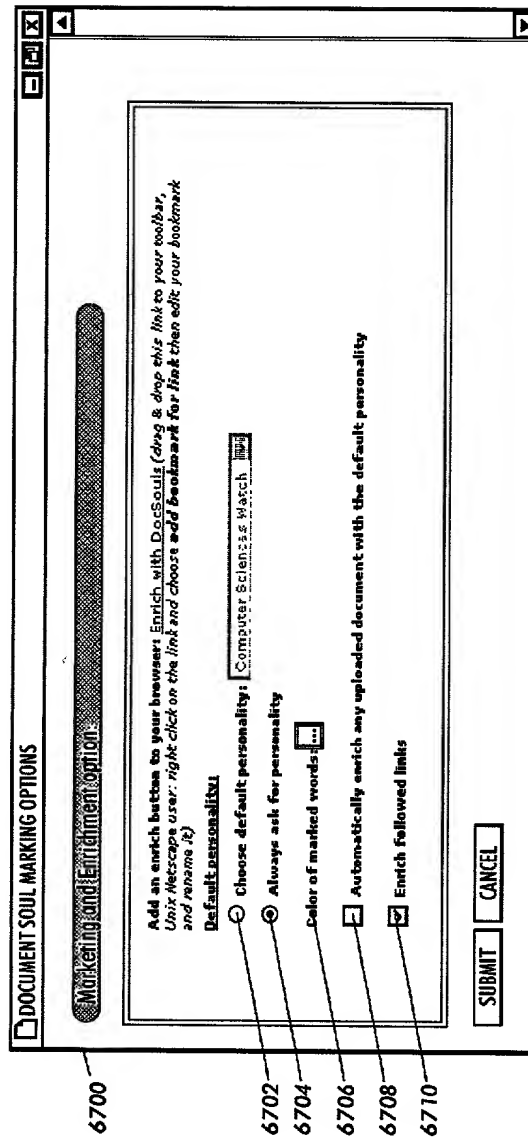 DOCUMENT SOUL MARKING OPTIONS
Marketing and Enrichment option:
Add an enrich button to your browser: Enrich with DocSouls (drag & drop this link to your toolbar,
Unix Netscape user: right click on the link and choose add bookmark for link then edit your bookmark
and rename it)
Default personality:
Choose default personality: Computer Sciences Watch
Always ask for personality
Color of marked words: ...
Automatically enrich any uploaded document with the default personality
Enrich followed links
SUBMIT CANCEL
6700
6702
6704
6706
6708
6710